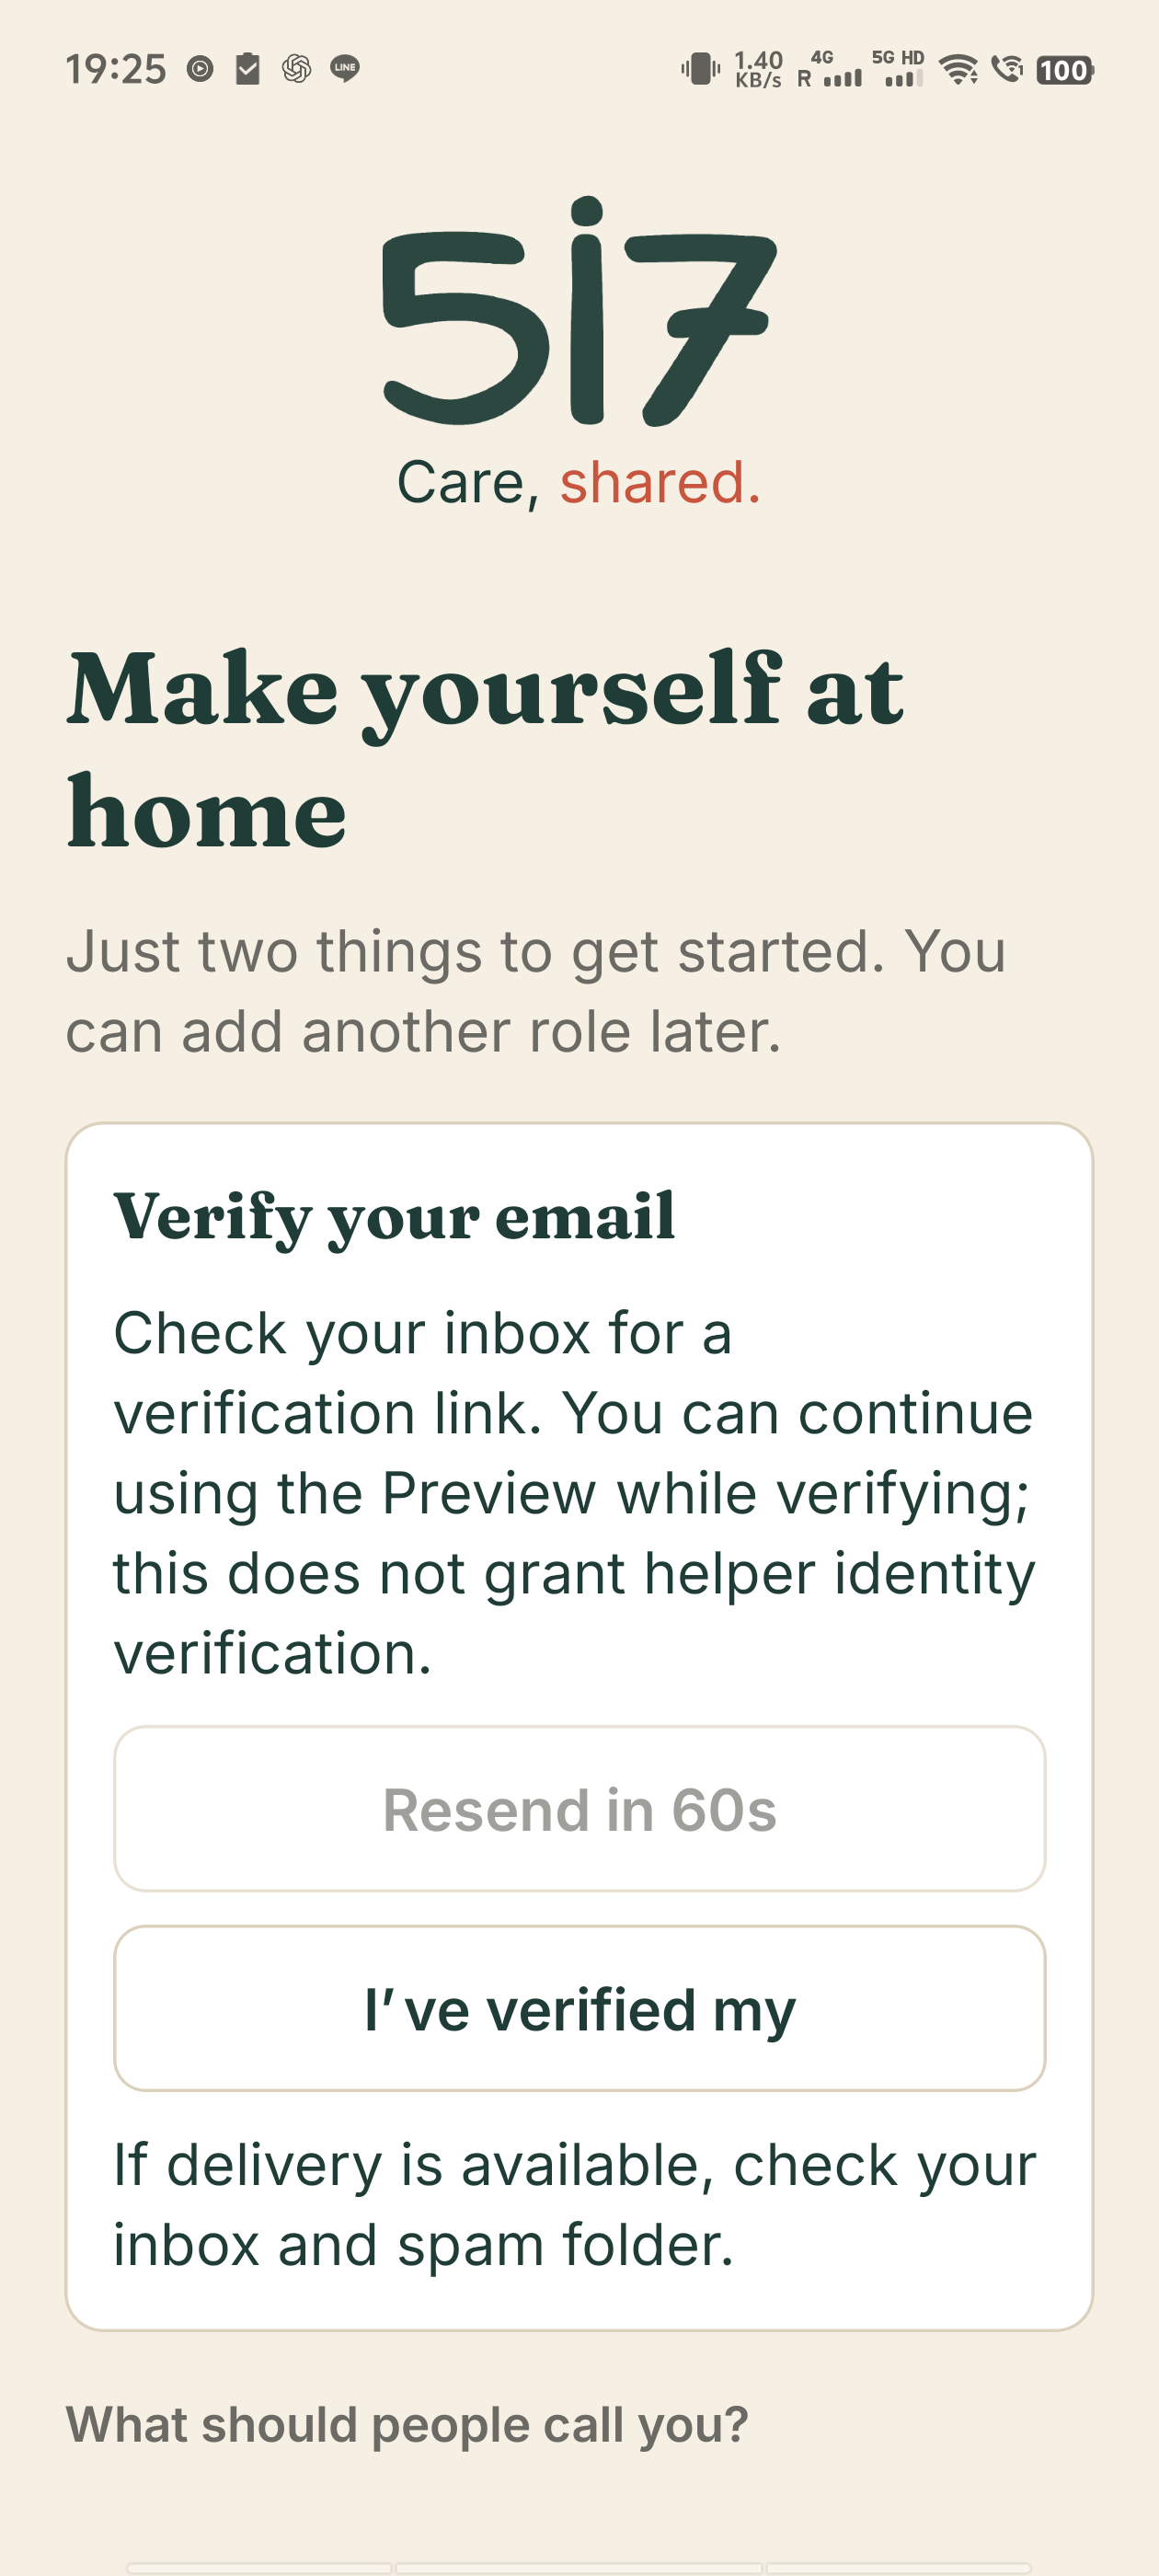 19:25
LINE
1.40 KB/s R 4G 5G HD 100
5i7
Care, shared.
Make yourself at
home
Just two things to get started. You
can add another role later.
Verify your email
Check your inbox for a
verification link. You can continue
using the Preview while verifying;
this does not grant helper identity
verification.
Resend in 60s
I’ve verified my
If delivery is available, check your
inbox and spam folder.
What should people call you?